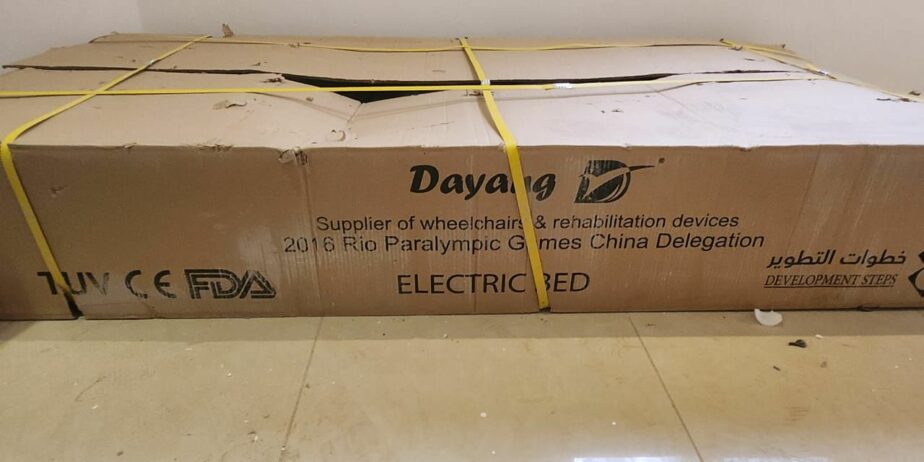 Dayang
Supplier of wheelchairs & rehabilitation devices
2016 Rio Paralympic Games China Delegation
TUV CE FDA
ELECTRIC BED
خطوات التطوير
DEVELOPMENT STEPS